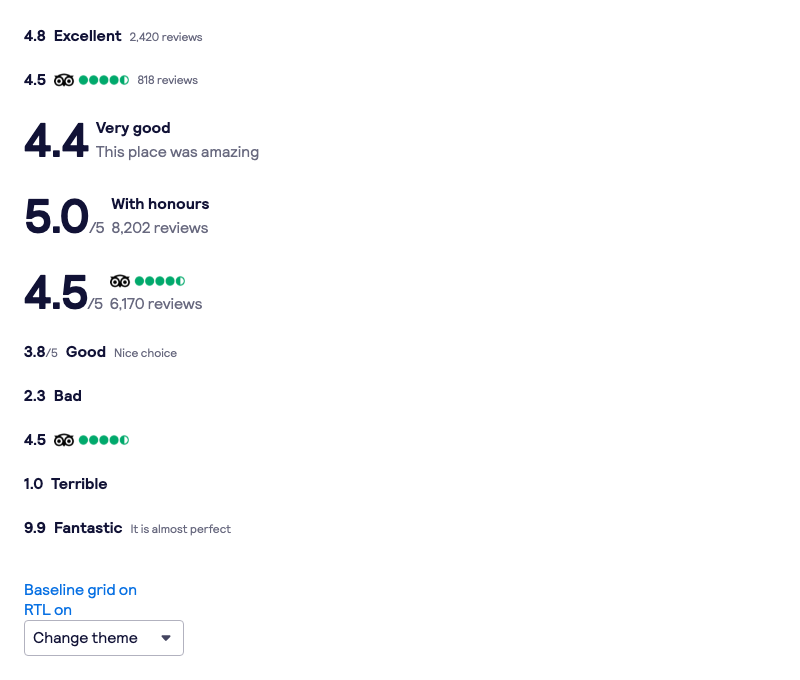 4.8 Excellent 2,420 reviews
4.5 818 reviews
4.4 Very good
This place was amazing
5.0/5 With honours
8,202 reviews
4.5/5
6,170 reviews
3.8/5 Good Nice choice
2.3 Bad
4.5
1.0 Terrible
9.9 Fantastic It is almost perfect
Baseline grid on
RTL on
Change theme